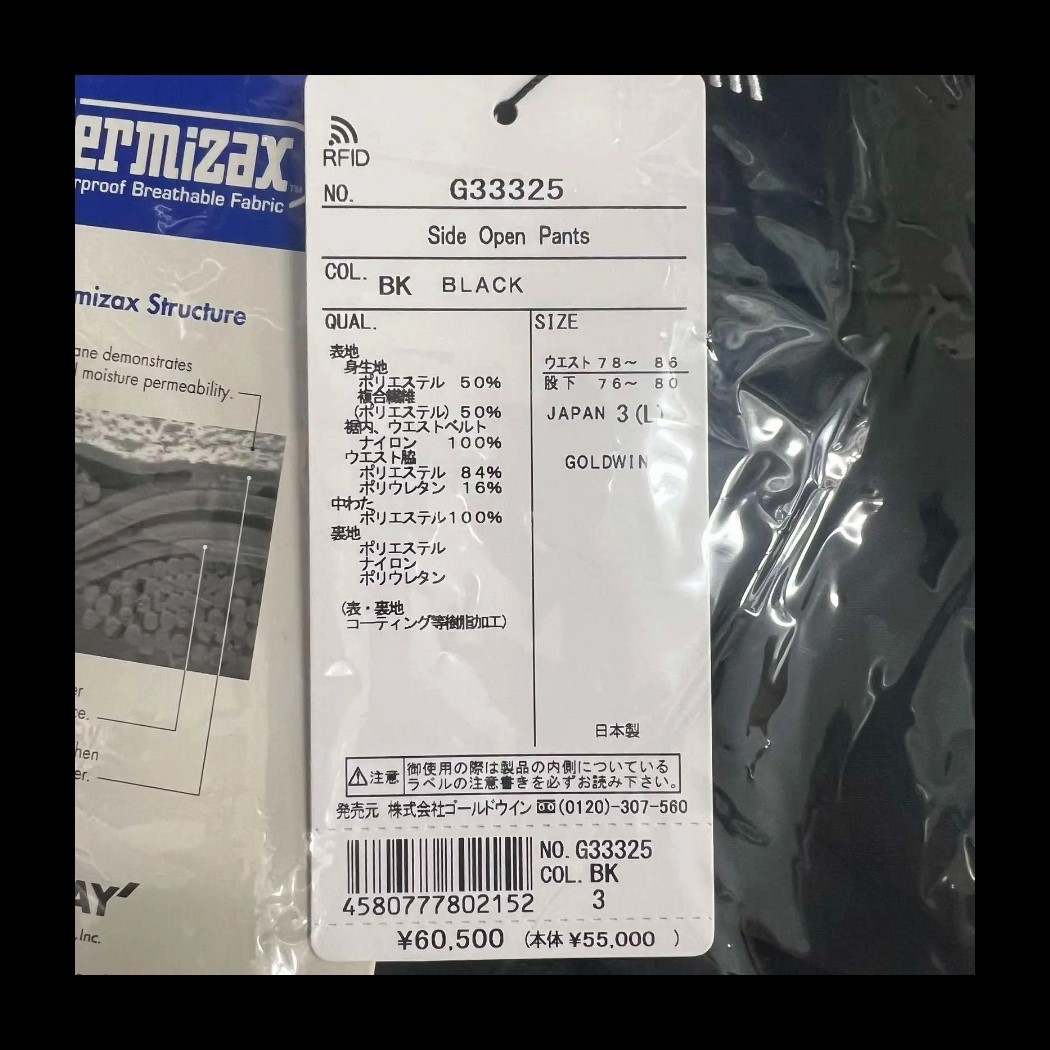 ermizax™
rproof Breathable Fabric
mizax Structure
ane demonstrates
moisture permeability.
er
ce.
hen
er.
AY
, Inc.
RFID
NO. G33325
Side Open Pants
COL. BK BLACK
QUAL.
表地
身生地
ポリエステル 50%
複合繊維
(ポリエステル) 50%
裾内、ウエストベルト
ナイロン 100%
ウエスト脇
ポリエステル 84%
ポリウレタン 16%
中わた
ポリエステル100%
裏地
ポリエステル
ナイロン
ポリウレタン
(表・裏地
コーティング等樹脂加工)
SIZE
ウエスト 78~ 86
股下 76~ 80
JAPAN 3(L)
GOLDWIN
日本製
注意 御使用の際は製品の内側についている
ラベルの注意書きを必ずお読み下さい。
発売元 株式会社ゴールドウイン (0120)-307-560
4580777802152
NO. G33325
COL. BK
3
¥60,500 (本体 ¥55,000 )